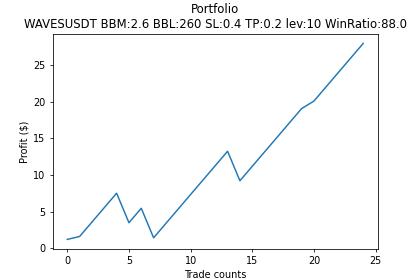 Portfolio
WAVESUSDT BBM:2.6 BBL:260 SL:0.4 TP:0.2 lev:10 WinRatio:88.0
25
20
15
10
5
0
Profit ($)
0 5 10 15 20 25
Trade counts